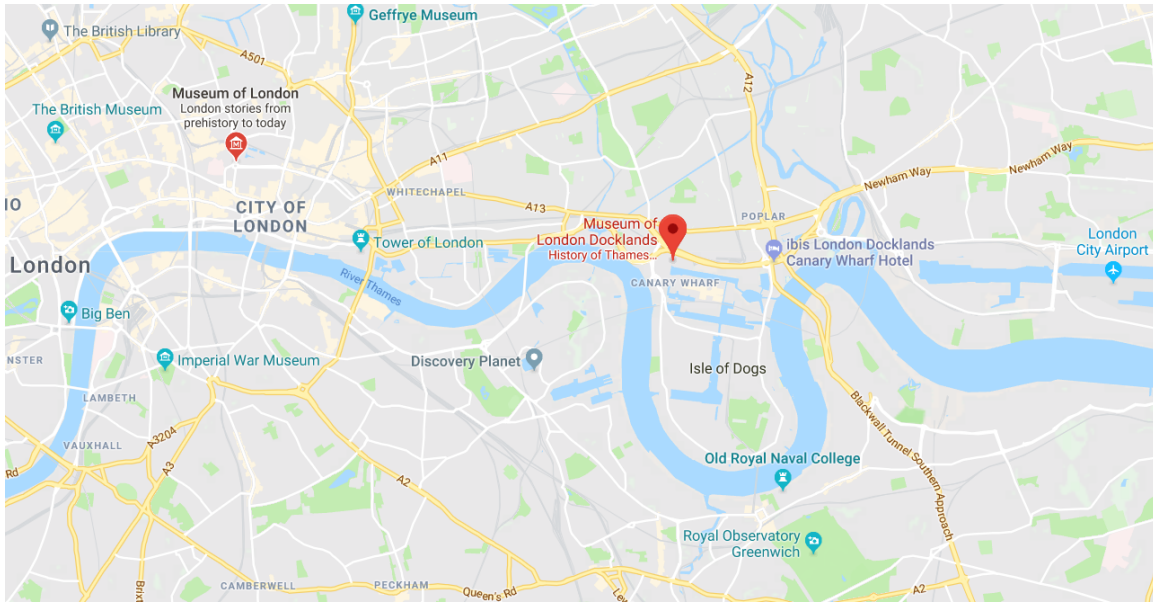 Geffrye Museum
The British Library
A501
A12
Museum of London
London stories from
prehistory to today
The British Museum
A11
Newham Way
Newham Way
WHITECHAPEL
A13
CITY OF
LONDON
POPLAR
Museum of
London Docklands
History of Thames...
Tower of London
ibis London Docklands
Canary Wharf Hotel
London
City Airport
London
River Thames
CANARY WHARF
Big Ben
Imperial War Museum
Discovery Planet
Isle of Dogs
NSTER
LAMBETH
Blackwall Tunnel Southern Approach
VAUXHALL
A3204
A3
Rd
A2
Old Royal Naval College
Royal Observatory
Greenwich
CAMBERWELL
PECKHAM
Queen's Rd
A2